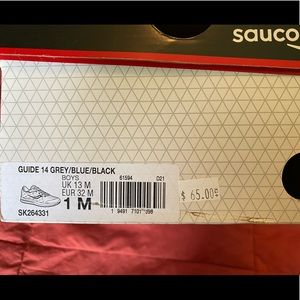 sauco
GUIDE 14 GREY/BLUE/BLACK
BOYS 61594 D21
UK 13 M
EUR 32 M
1 M
SK264331
$ 65.00